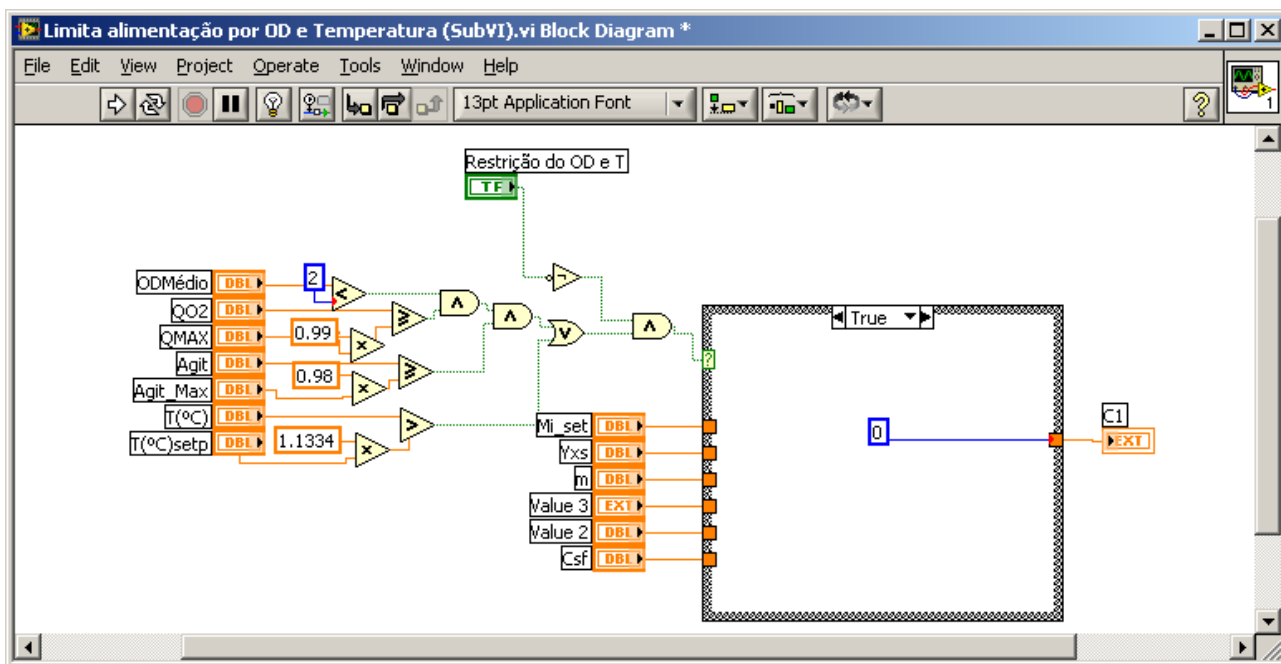 Limita alimentação por OD e Temperatura (SubVI).vi Block Diagram *
File Edit View Project Operate Tools Window Help
13pt Application Font
?
1
Restrição do OD e T
TF
ODMédio DBL
2
<
QO2 DBL
QMAX DBL
0.99
x
≥
Agit DBL
0.98
Agit_Max DBL
x
≥
T(ºC) DBL
T(ºC)setp DBL
1.1334
x
>
∧
∧
∨
¬
∧
?
True
Mi_set DBL
Yxs DBL
m DBL
Value 3 EXT
Value 2 DBL
Csf DBL
0
C1
EXT